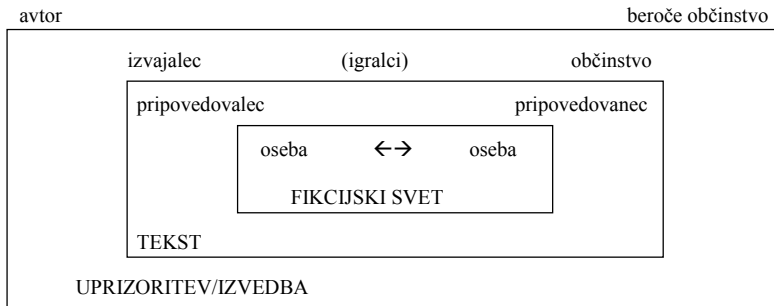 avtor beroče občinstvo
izvajalec (igralci) občinstvo
pripovedovalec pripovedovanec
oseba ←→ oseba
FIKCIJSKI SVET
TEKST
UPRIZORITEV/IZVEDBA